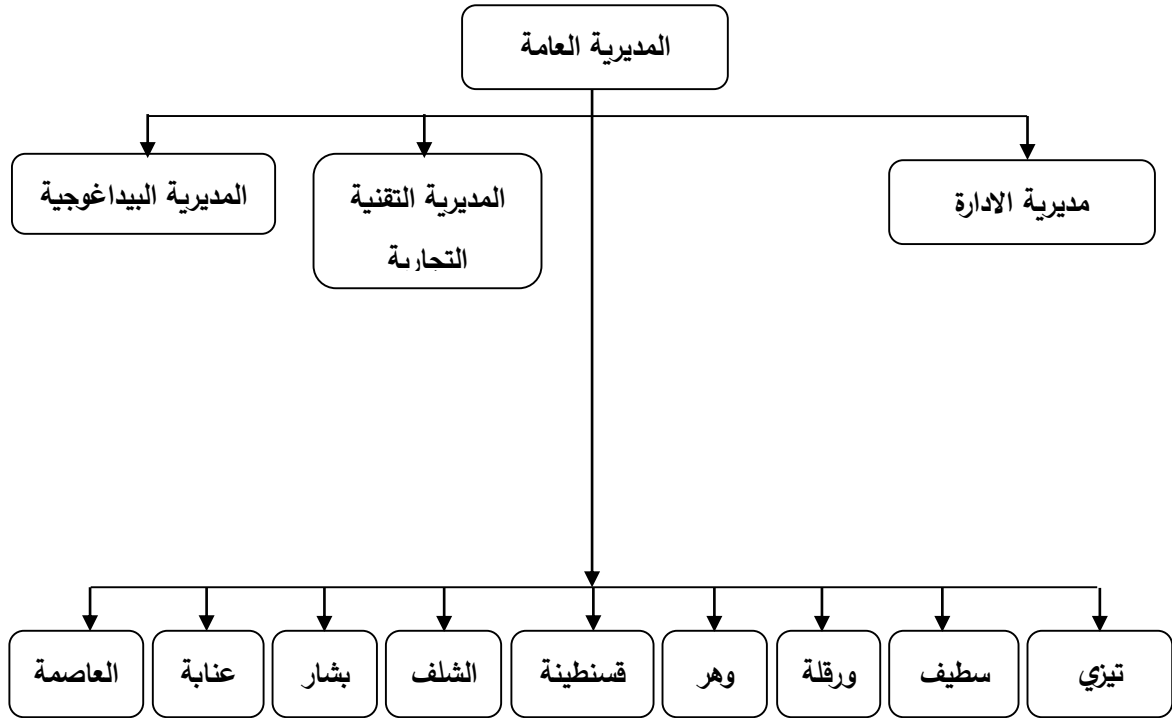 المديرية العامة
مديرية الادارة
المديرية التقنية
التجارية
المديرية البيداغوجية
تيزي
سطيف
ورقلة
وهر
قسنطينة
الشلف
بشار
عنابة
العاصمة